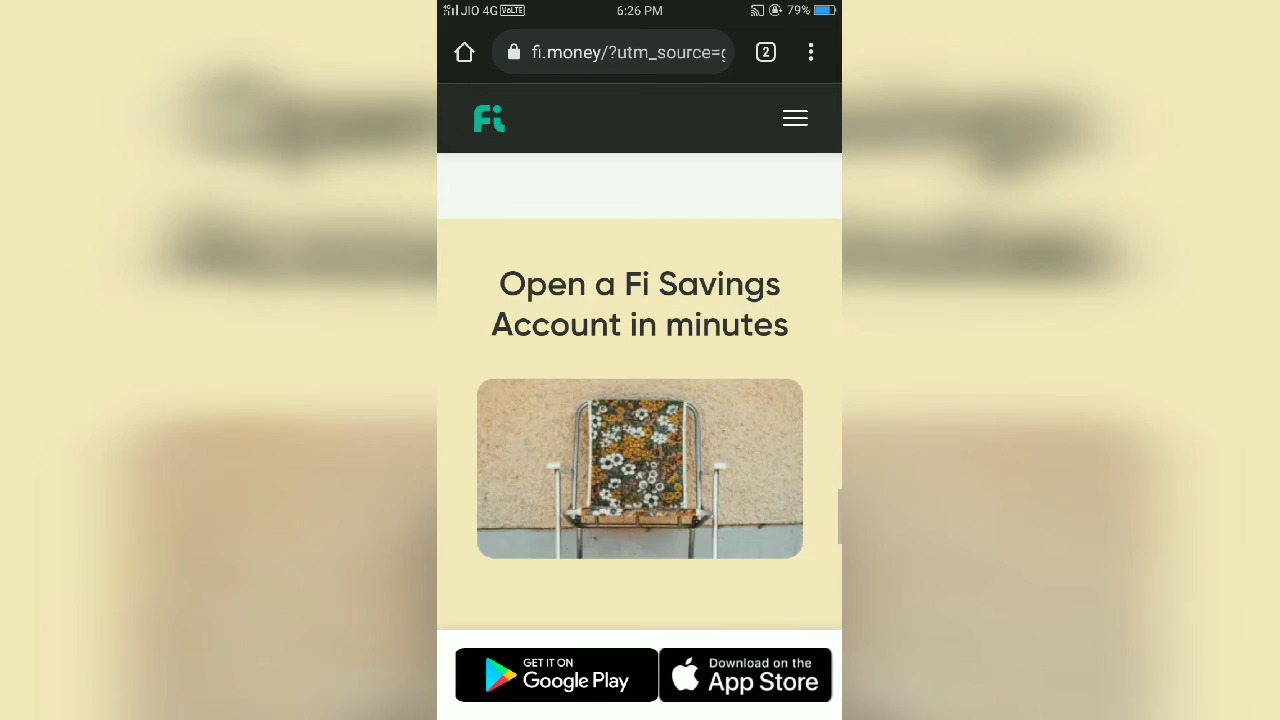 JIO 4G VoLTE 6:26 PM 79%
fi.money/?utm_source=g 2
Fi
Open a Fi Savings
Account in minutes
GET IT ON
Google Play
Download on the
App Store